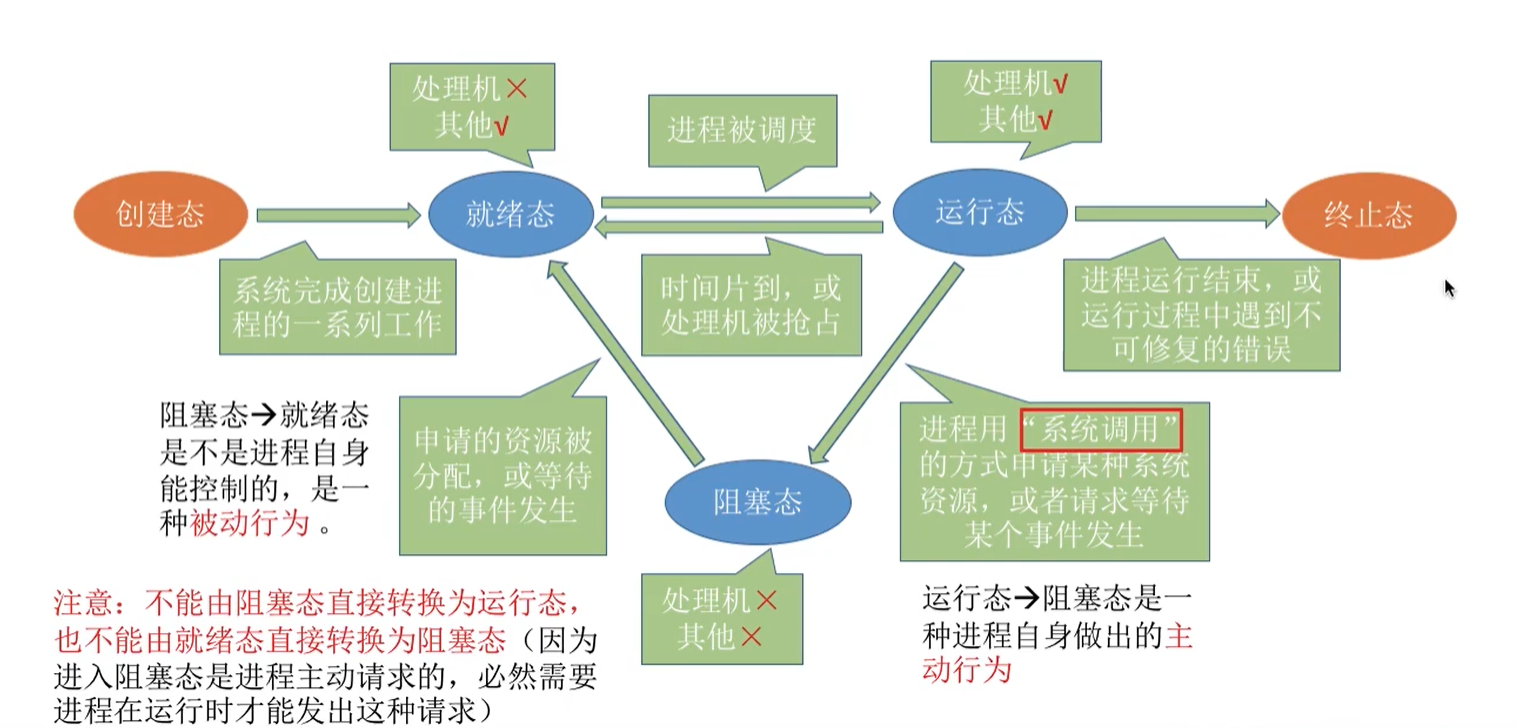 处理机×
其他√
进程被调度
处理机√
其他√
创建态
就绪态
运行态
终止态
系统完成创建进
程的一系列工作
时间片到，或
处理机被抢占
进程运行结束，或
运行过程中遇到不
可修复的错误
阻塞态→就绪态
是不是进程自身
能控制的，是一
种被动行为 。
申请的资源被
分配，或等待
的事件发生
进程用“系统调用”
的方式申请某种系统
资源，或者请求等待
某个事件发生
阻塞态
处理机×
其他×
运行态→阻塞态是一
种进程自身做出的主
动行为
注意：不能由阻塞态直接转换为运行态，
也不能由就绪态直接转换为阻塞态（因为
进入阻塞态是进程主动请求的，必然需要
进程在运行时才能发出这种请求）